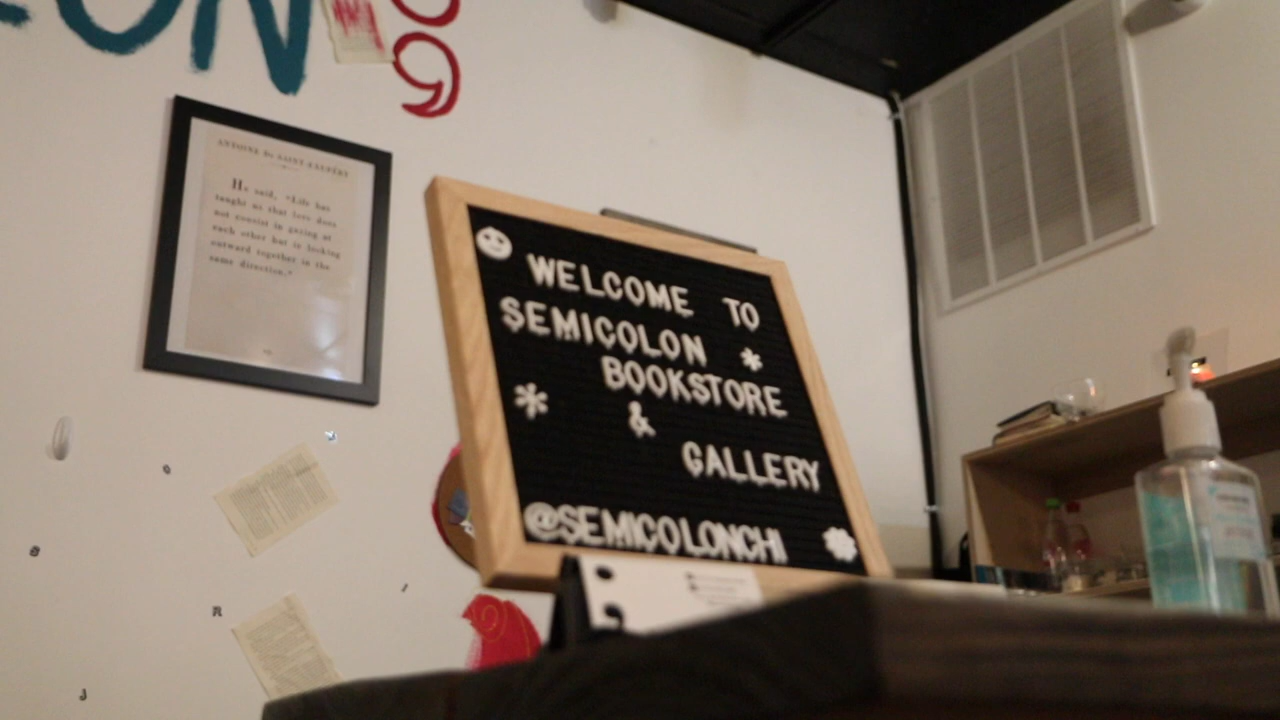 ON
ANTOINE De SAINT-EXUPÉRY
He said, "Life has
taught us that love does
not consist in gazing at
each other but in looking
outward together in the
same direction."
WELCOME TO
SEMICOLON
BOOKSTORE
&
GALLERY
@SEMICOLONCHI
R
J